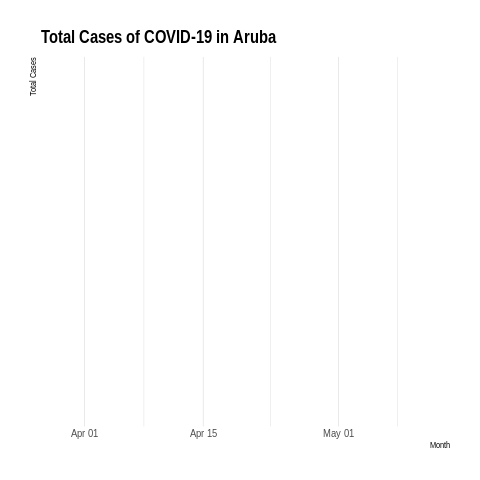 Total Cases of COVID-19 in Aruba
Total Cases
Apr 01
Apr 15
May 01
Month